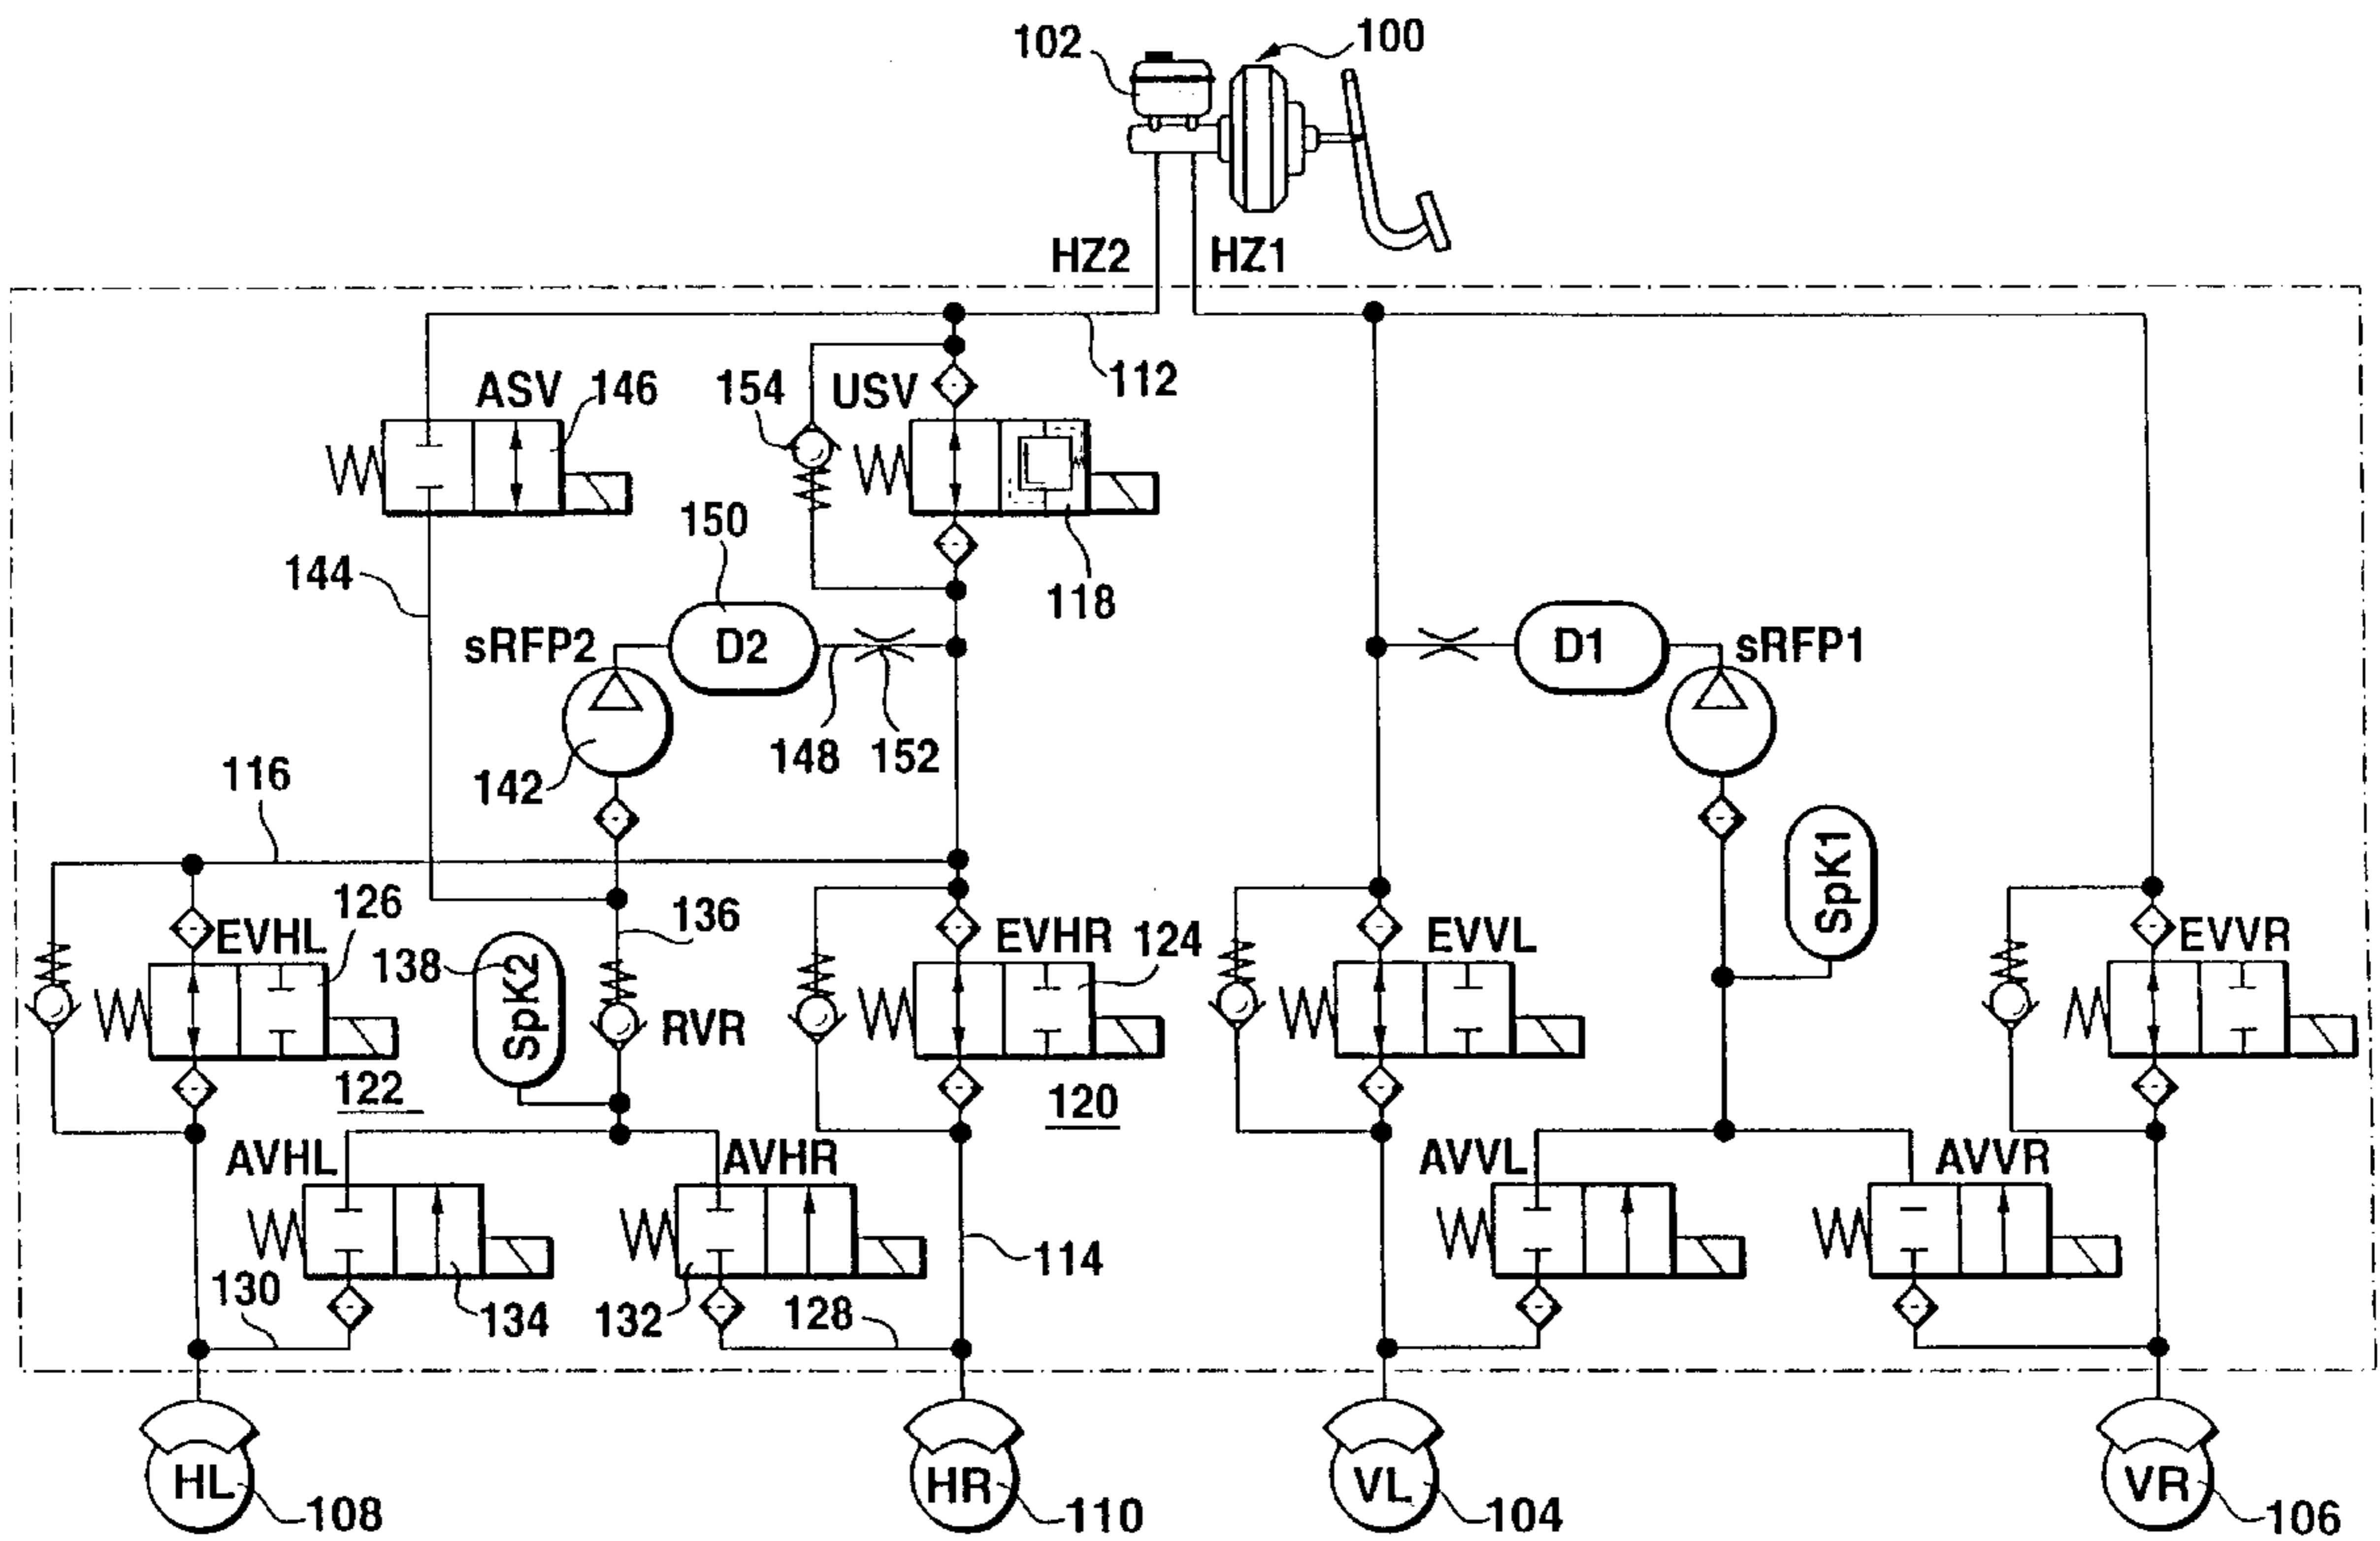 102
100
HZ2
HZ1
112
ASV
146
154
USV
150
144
118
sRFP2
D2
D1
sRFP1
142
148
152
116
SpK1
126
136
EVHL
EVHR
124
EVVL
EVVR
138
SpK2
RVR
122
120
AVHL
AVHR
AVVL
AVVR
114
130
134
132
128
HL
108
HR
110
VL
104
VR
106